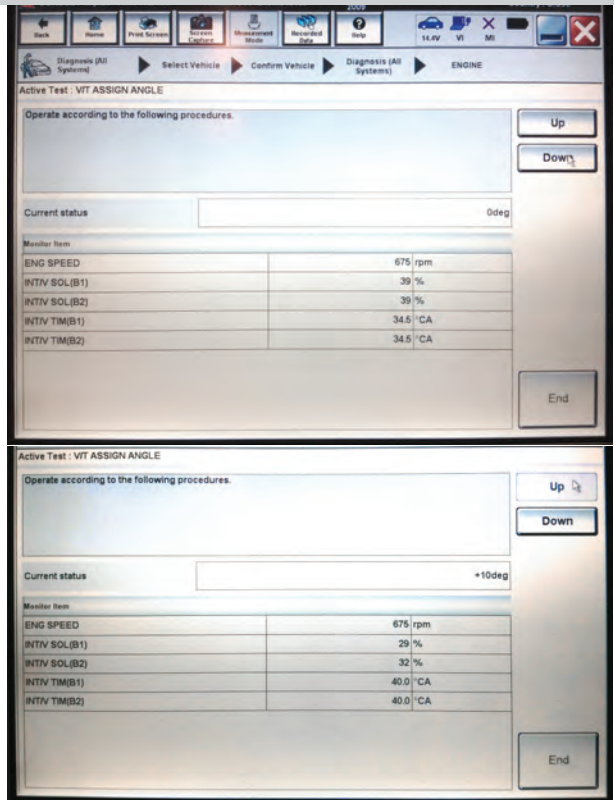 2009
Back
Home
Print Screen
Screen Capture
Measurement Mode
Recorded Data
Help
14.4V VI MI
Diagnosis (All Systems)
Select Vehicle
Confirm Vehicle
Diagnosis (All Systems)
ENGINE
Active Test : VIT ASSIGN ANGLE
Operate according to the following procedures.
Up
Down
Current status 0deg
Monitor Item
ENG SPEED 675 rpm
INT/V SOL(B1) 39 %
INT/V SOL(B2) 39 %
INT/V TIM(B1) 34.5 °CA
INT/V TIM(B2) 34.5 °CA
End
Active Test : VIT ASSIGN ANGLE
Operate according to the following procedures.
Up
Down
Current status +10deg
Monitor Item
ENG SPEED 675 rpm
INT/V SOL(B1) 29 %
INT/V SOL(B2) 32 %
INT/V TIM(B1) 40.0 °CA
INT/V TIM(B2) 40.0 °CA
End